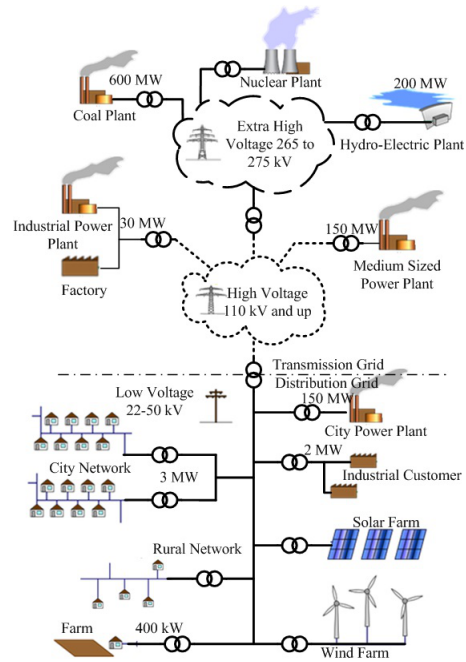 600 MW
Nuclear Plant
200 MW
Coal Plant
Extra High
Voltage 265 to
275 kV
Hydro-Electric Plant
Industrial Power
Plant
30 MW
150 MW
Medium Sized
Power Plant
Factory
High Voltage
110 kV and up
Transmission Grid
Distribution Grid
Low Voltage
22-50 kV
150 MW
City Power Plant
City Network
3 MW
2 MW
Industrial Customer
Solar Farm
Rural Network
Farm
400 kW
Wind Farm